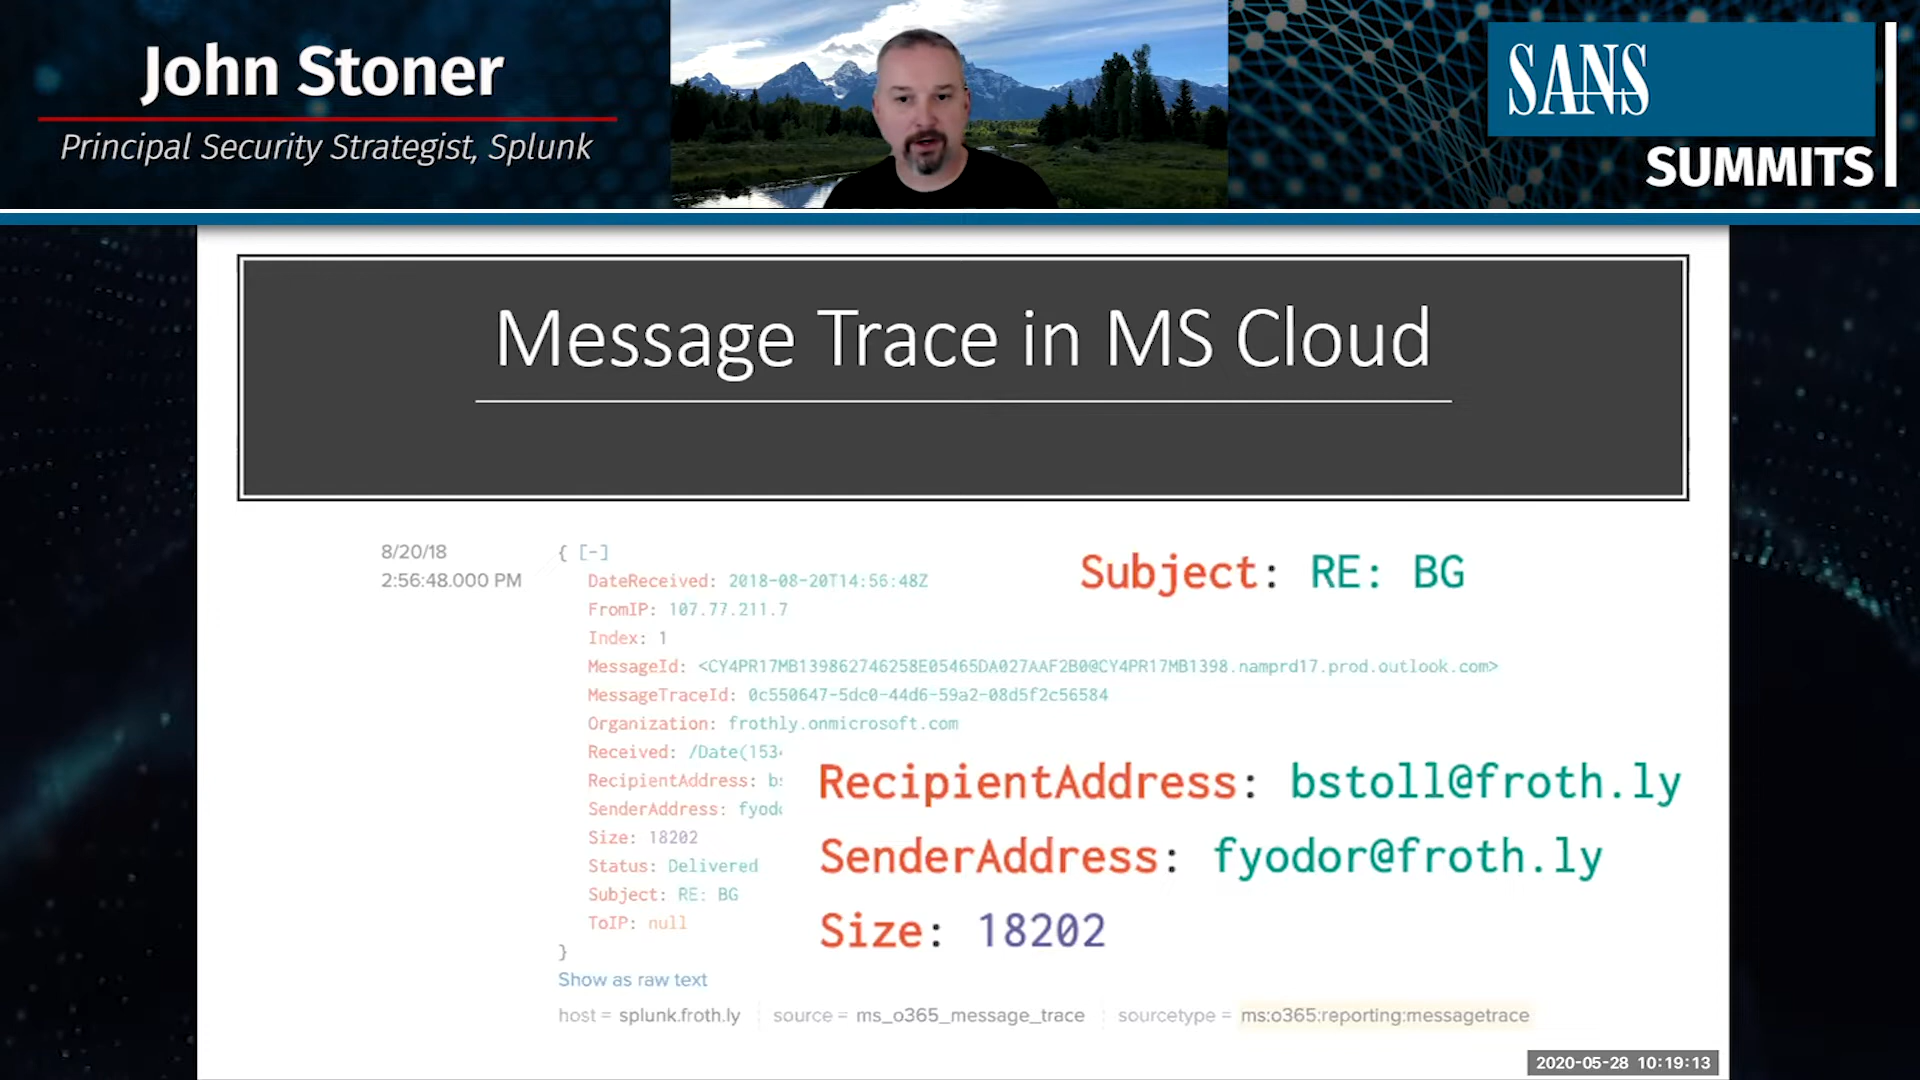 John Stoner
Principal Security Strategist, Splunk
SANS
SUMMITS
Message Trace in MS Cloud
8/20/18
2:56:48.000 PM
{ [-]
DateReceived: 2018-08-20T14:56:48Z
FromIP: 107.77.211.7
Index: 1
MessageId: <CY4PR17MB139862746258E05465DA027AAF2B0@CY4PR17MB1398.namprd17.prod.outlook.com>
MessageTraceId: 0c550647-5dc0-44d6-59a2-08d5f2c56584
Organization: frothly.onmicrosoft.com
Received: /Date(153
RecipientAddress: b
SenderAddress: fyod
Size: 18202
Status: Delivered
Subject: RE: BG
ToIP: null
}
Show as raw text
host = splunk.froth.ly source = ms_o365_message_trace sourcetype = ms:o365:reporting:messagetrace
Subject: RE: BG
RecipientAddress: bstoll@froth.ly
SenderAddress: fyodor@froth.ly
Size: 18202
2020-05-28 10:19:13